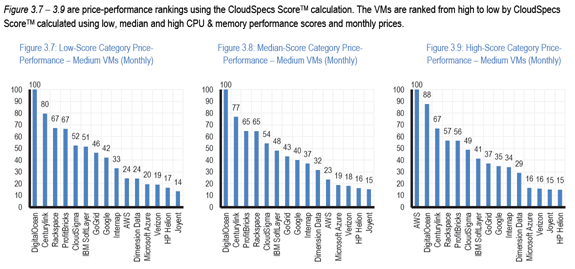 Figure 3.7 – 3.9 are price-performance rankings using the CloudSpecs Score™ calculation. The VMs are ranked from high to low by CloudSpecs
Score™ calculated using low, median and high CPU & memory performance scores and monthly prices.
Figure 3.7: Low-Score Category Price-
Performance – Medium VMs (Monthly)
100
90
80
70
60
50
40
30
20
10
0
100
80
67
67
52
51
46
42
33
24
24
20
19
17
14
DigitalOcean
Centurylink
Rackspace
ProfitBricks
CloudSigma
IBM SoftLayer
GoGrid
Google
Internap
AWS
Dimension Data
Microsoft Azure
Verizon
HP Helion
Joyent
Figure 3.8: Median-Score Category Price-
Performance – Medium VMs (Monthly)
100
90
80
70
60
50
40
30
20
10
0
100
77
65
65
54
48
43
40
37
32
23
19
18
16
15
DigitalOcean
Centurylink
ProfitBricks
Rackspace
CloudSigma
IBM SoftLayer
GoGrid
Google
Internap
Dimension Data
AWS
Microsoft Azure
Verizon
HP Helion
Joyent
Figure 3.9: High-Score Category Price-
Performance – Medium VMs (Monthly)
100
90
80
70
60
50
40
30
20
10
0
100
88
67
57
56
49
41
37
35
34
29
16
16
15
15
AWS
DigitalOcean
Centurylink
Rackspace
ProfitBricks
CloudSigma
IBM SoftLayer
GoGrid
Google
Internap
Dimension Data
Microsoft Azure
Verizon
Joyent
HP Helion